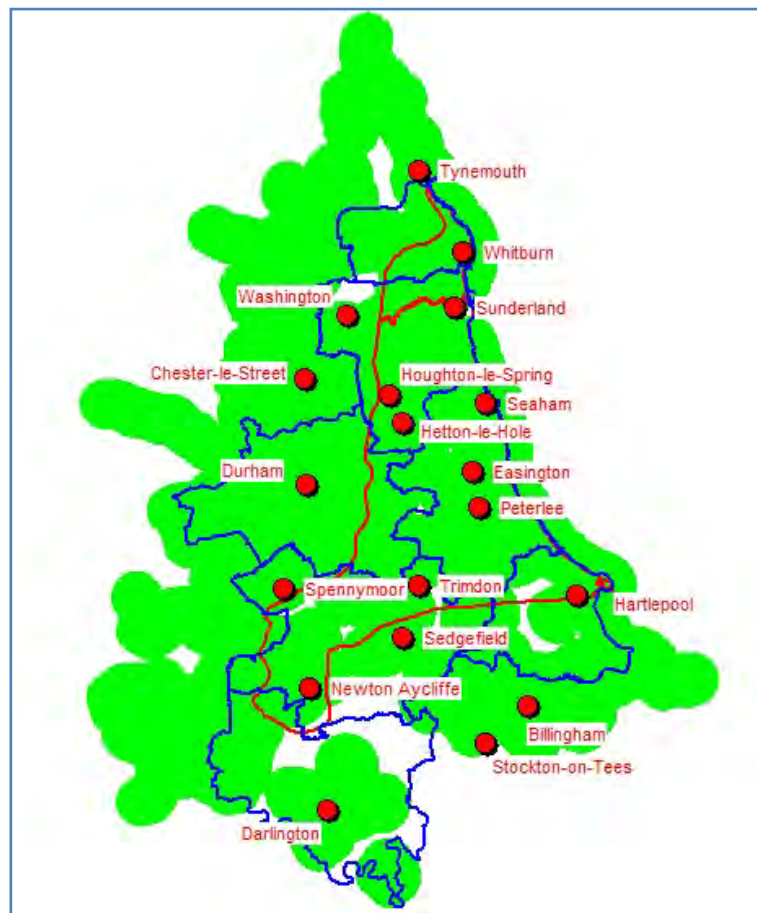 Tynemouth
Whitburn
Washington
Sunderland
Chester-le-Street
Houghton-le-Spring
Seaham
Hetton-le-Hole
Durham
Easington
Peterlee
Spennymoor
Trimdon
Hartlepool
Sedgefield
Newton Aycliffe
Billingham
Stockton-on-Tees
Darlington